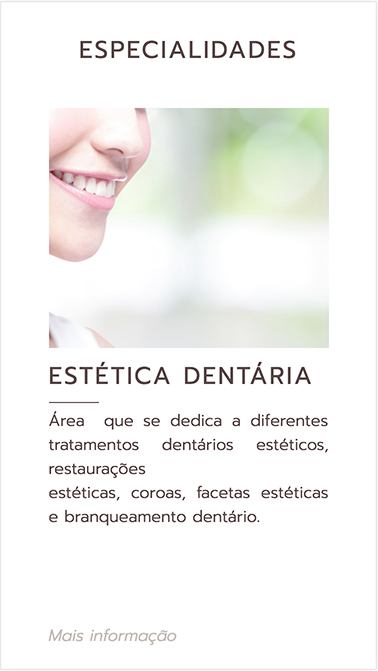 ESPECIALIDADES
ESTÉTICA DENTÁRIA
Área que se dedica a diferentes
tratamentos dentários estéticos,
restaurações
estéticas, coroas, facetas estéticas
e branqueamento dentário.
Mais informação